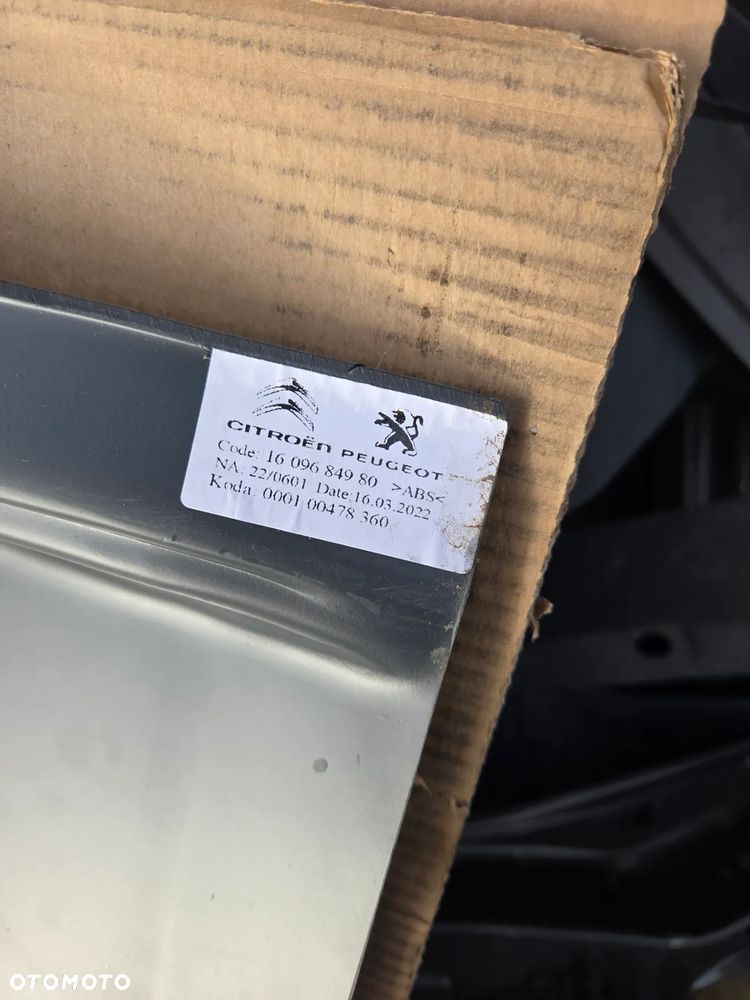 CITROËN PEUGEOT
Code: 16 096 849 80 >ABS<
NA: 22/0601 Date:16.03.2022
Koda: 0001 00478 360
OTOMOTO